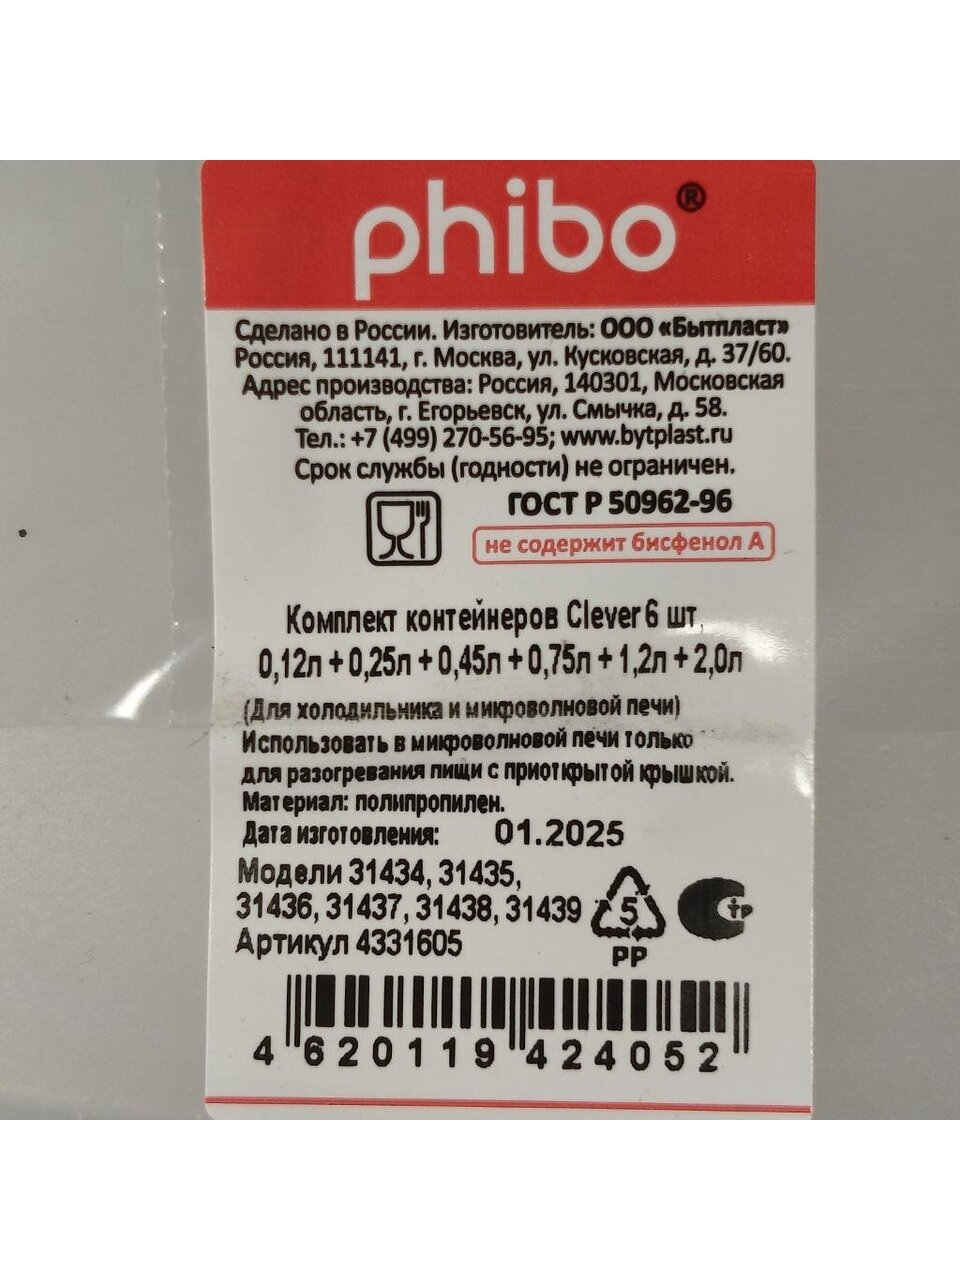 phibo®
Сделано в России. Изготовитель: ООО «Бытпласт»
Россия, 111141, г. Москва, ул. Кусковская, д. 37/60.
Адрес производства: Россия, 140301, Московская
область, г. Егорьевск, ул. Смычка, д. 58.
Тел.: +7 (499) 270-56-95; www.bytplast.ru
Срок службы (годности) не ограничен.
ГОСТ Р 50962-96
не содержит бисфенол А
Комплект контейнеров Clever 6 шт,
0,12л + 0,25л + 0,45л + 0,75л + 1,2л + 2,0л
(Для холодильника и микроволновой печи)
Использовать в микроволновой печи только
для разогревания пищи с приоткрытой крышкой.
Материал: полипропилен.
Дата изготовления: 01.2025
Модели 31434, 31435,
31436, 31437, 31438, 31439
Артикул 4331605
5
PP
Стр
4 620119 424052